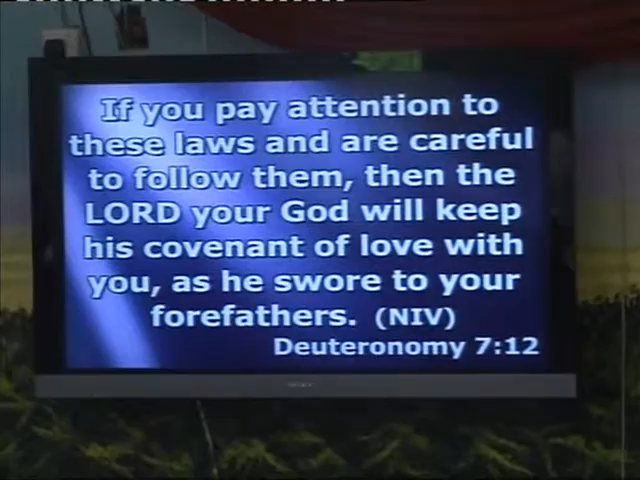 If you pay attention to
these laws and are careful
to follow them, then the
LORD your God will keep
his covenant of love with
you, as he swore to your
forefathers. (NIV)
Deuteronomy 7:12
SONY